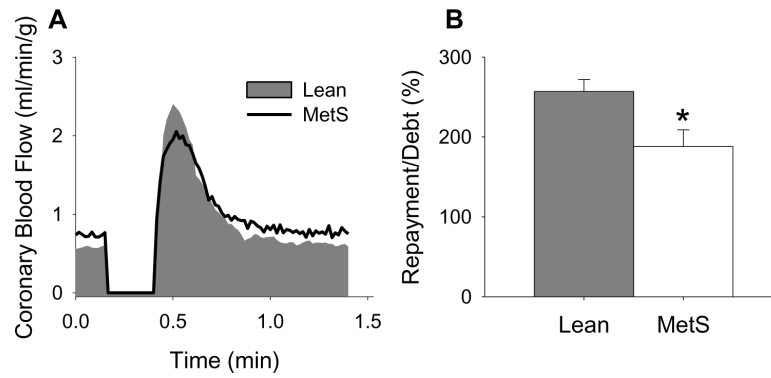 A
Coronary Blood Flow (ml/min/g)
3
2
1
0
Lean
MetS
0.0 0.5 1.0 1.5
Time (min)
B
Repayment/Debt (%)
300
200
100
0
*
Lean MetS